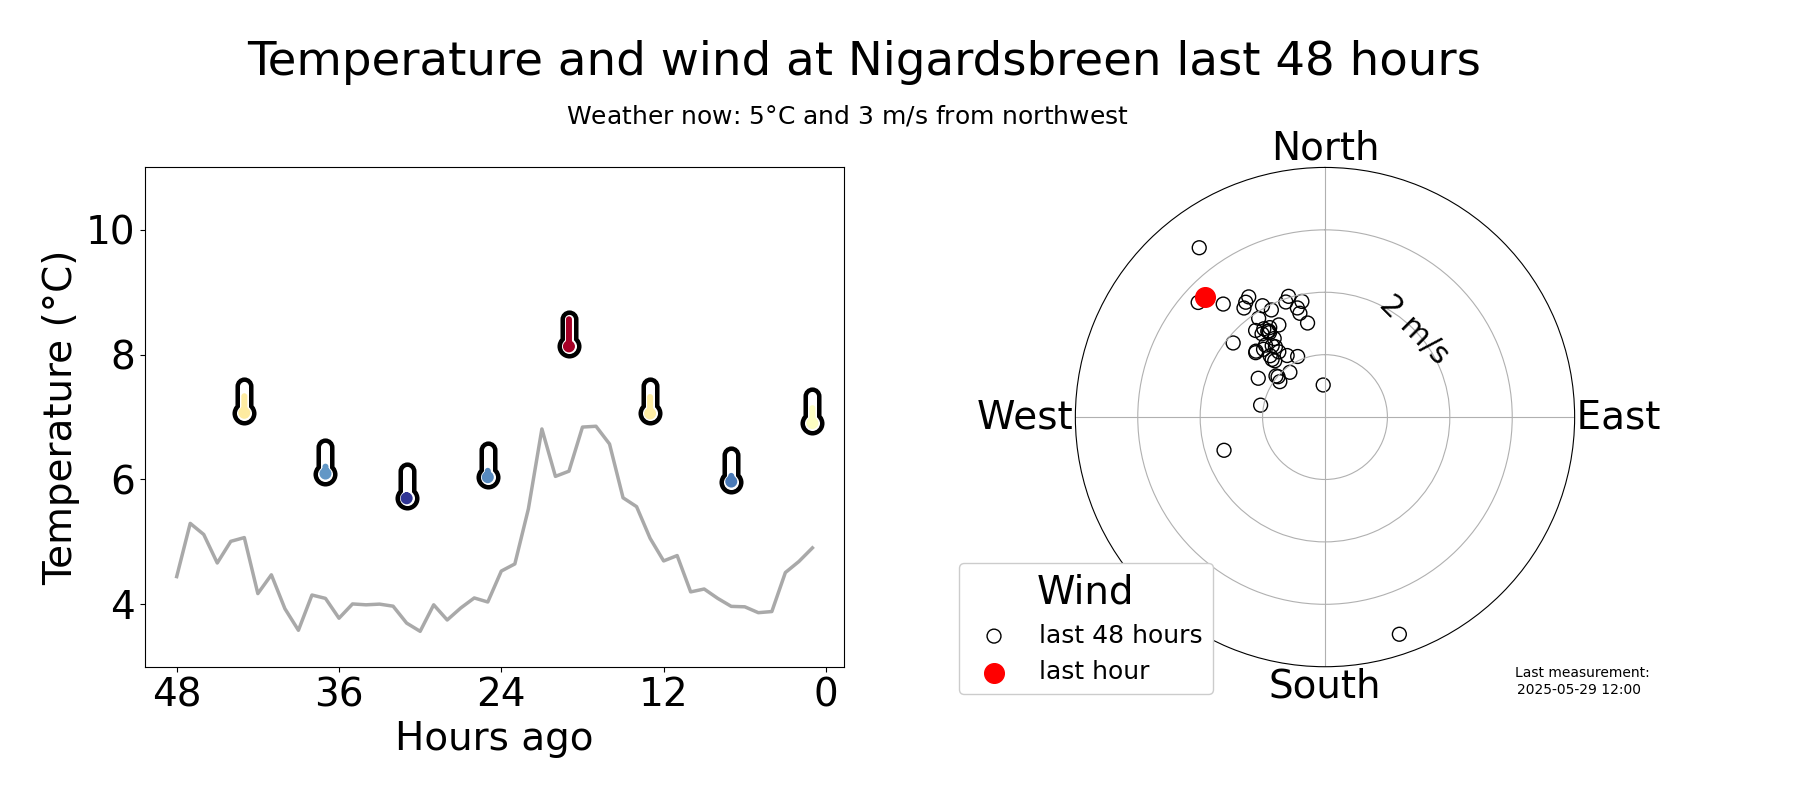 Temperature and wind at Nigardsbreen last 48 hours
Weather now: 5°C and 3 m/s from northwest
Temperature (°C)
10
8
6
4
48 36 24 12 0
Hours ago
North
West
East
South
2 m/s
Wind
last 48 hours
last hour
Last measurement:
2025-05-29 12:00